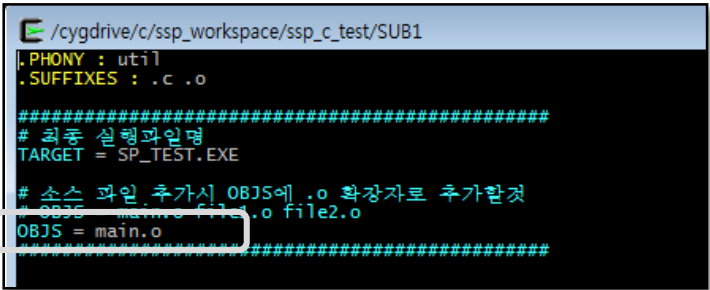 /cygdrive/c/ssp_workspace/ssp_c_test/SUB1
.PHONY : util
.SUFFIXES : .c .o
################################################
# 최종 실행파일명
TARGET = SP_TEST.EXE
# 소스 파일 추가시 OBJS에 .o 확장자로 추가할것
# OBJS = main.o file1.o file2.o
OBJS = main.o
################################################